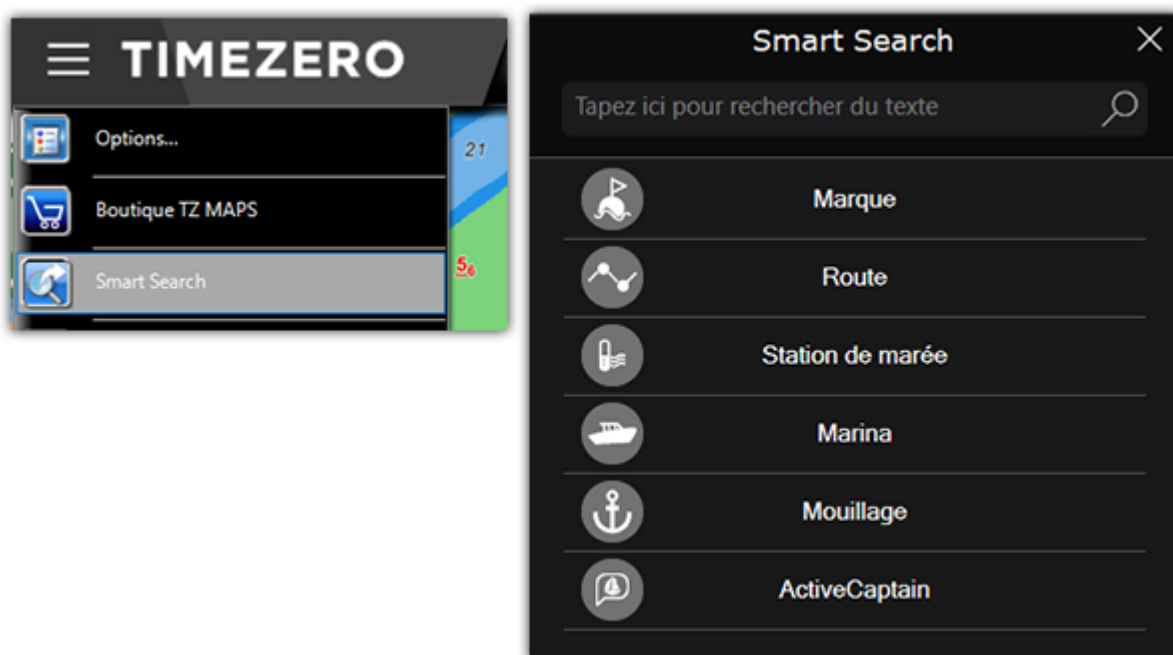 TIMEZERO
Options...
Boutique TZ MAPS
Smart Search
21
5₆
Smart Search
Tapez ici pour rechercher du texte
Marque
Route
Station de marée
Marina
Mouillage
ActiveCaptain